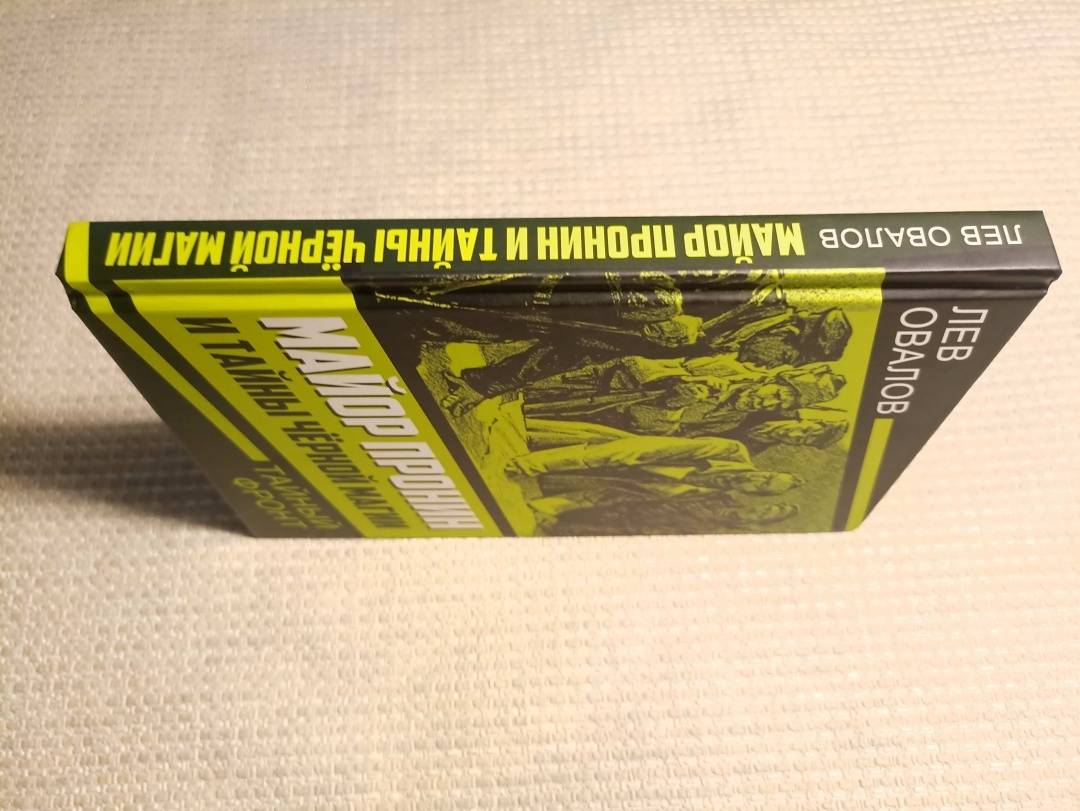 ЛЕВ ОВАЛОВ МАЙОР ПРОНИН И ТАЙНЫ ЧЁРНОЙ МАГИИ
ЛЕВ
ОВАЛОВ
МАЙОР ПРОНИН
И ТАЙНЫ ЧЁРНОЙ МАГИИ
ТАЙНЫЙ
ФРОНТ